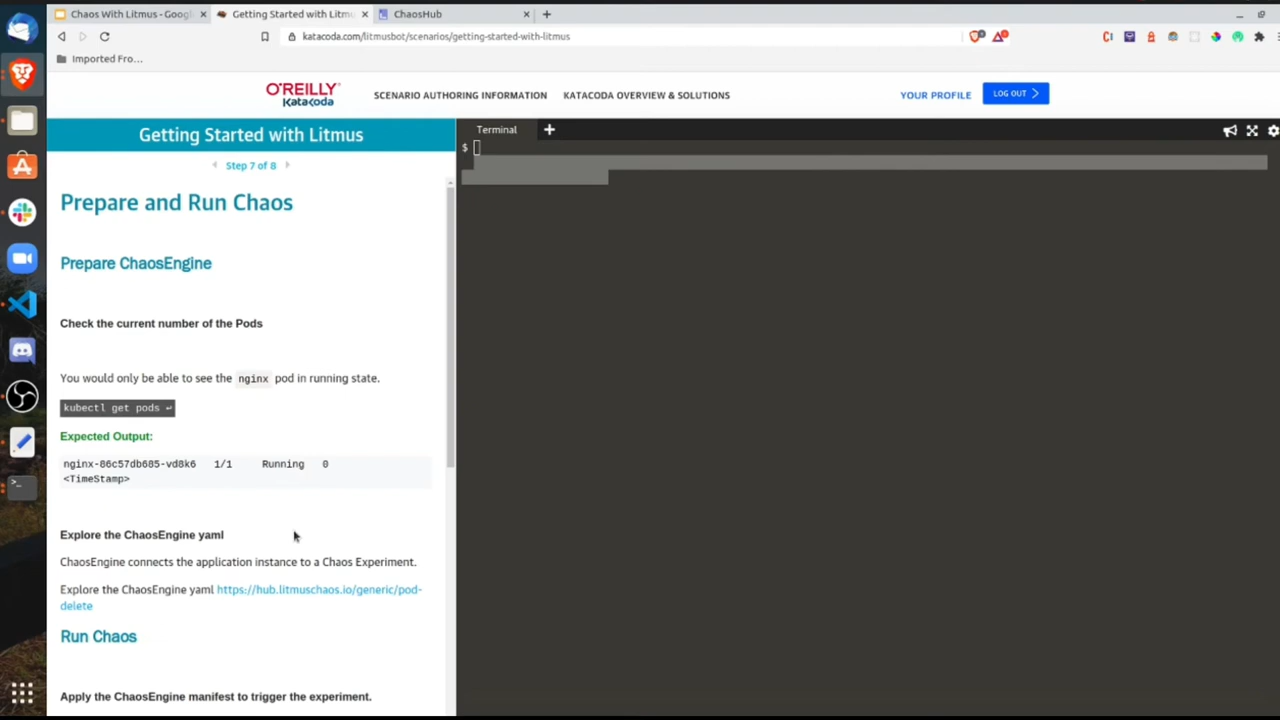 Chaos With Litmus - Goog
Getting Started with Litmu
ChaosHub
katacoda.com/litmusbot/scenarios/getting-started-with-litmus
Imported Fro...
O'REILLY
Katacoda
SCENARIO AUTHORING INFORMATION
KATACODA OVERVIEW & SOLUTIONS
YOUR PROFILE
LOG OUT
Getting Started with Litmus
Step 7 of 8
Prepare and Run Chaos
Prepare ChaosEngine
Check the current number of the Pods
You would only be able to see the nginx pod in running state.
kubectl get pods ↵
Expected Output:
nginx-86c57db685-vd8k6 1/1 Running 0
<TimeStamp>
Explore the ChaosEngine yaml
ChaosEngine connects the application instance to a Chaos Experiment.
Explore the ChaosEngine yaml https://hub.litmuschaos.io/generic/pod-
delete
Run Chaos
Apply the ChaosEngine manifest to trigger the experiment.
Terminal
$